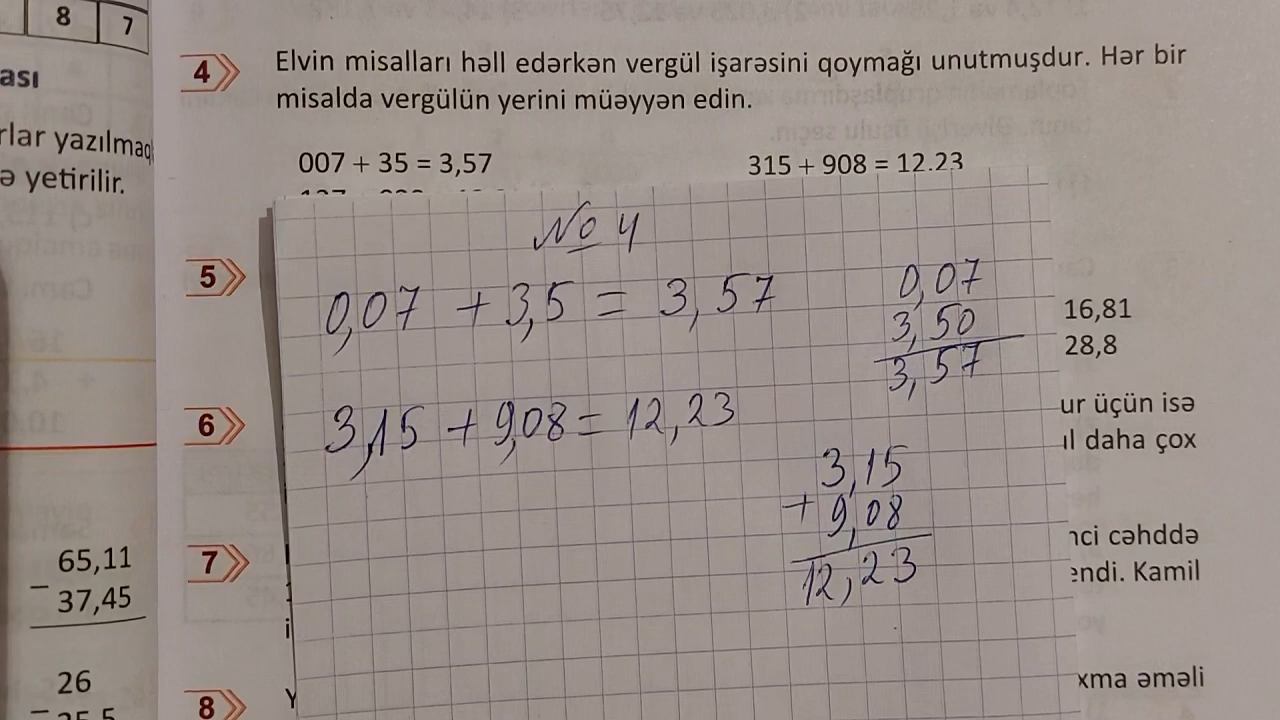 8 7
ası
rlar yazılmaq
ə yetirilir.
65,11
− 37,45
26
4 Elvin misalları həll edərkən vergül işarəsini qoymağı unutmuşdur. Hər bir
misalda vergülün yerini müəyyən edin.
007 + 35 = 3,57 315 + 908 = 12,23
№ 4
0,07 + 3,5 = 3,57
0,07
3,50
3,57
3,15 + 9,08 = 12,23
3,15
+ 9,08
12,23
5
16,81
28,8
6
ur üçün isə
ıl daha çox
7
nci cəhddə
endi. Kamil
i
8
Y
xma əməli